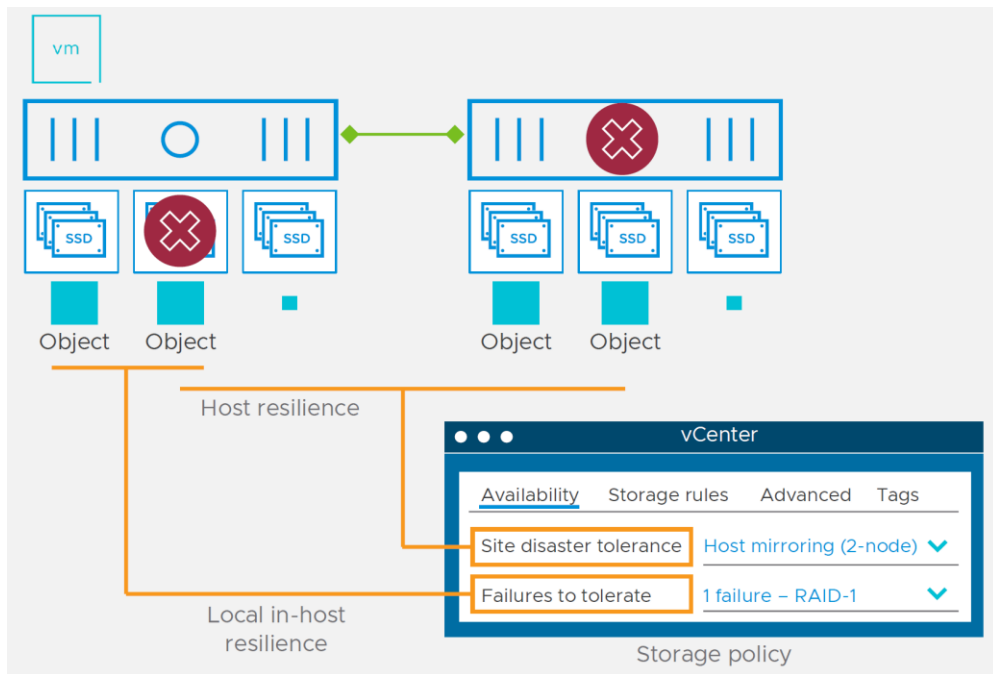 vm
SSD
SSD
SSD
SSD
SSD
Object
Object
Object
Object
Host resilience
vCenter
Availability Storage rules Advanced Tags
Site disaster tolerance Host mirroring (2-node)
Failures to tolerate 1 failure – RAID-1
Local in-host
resilience
Storage policy